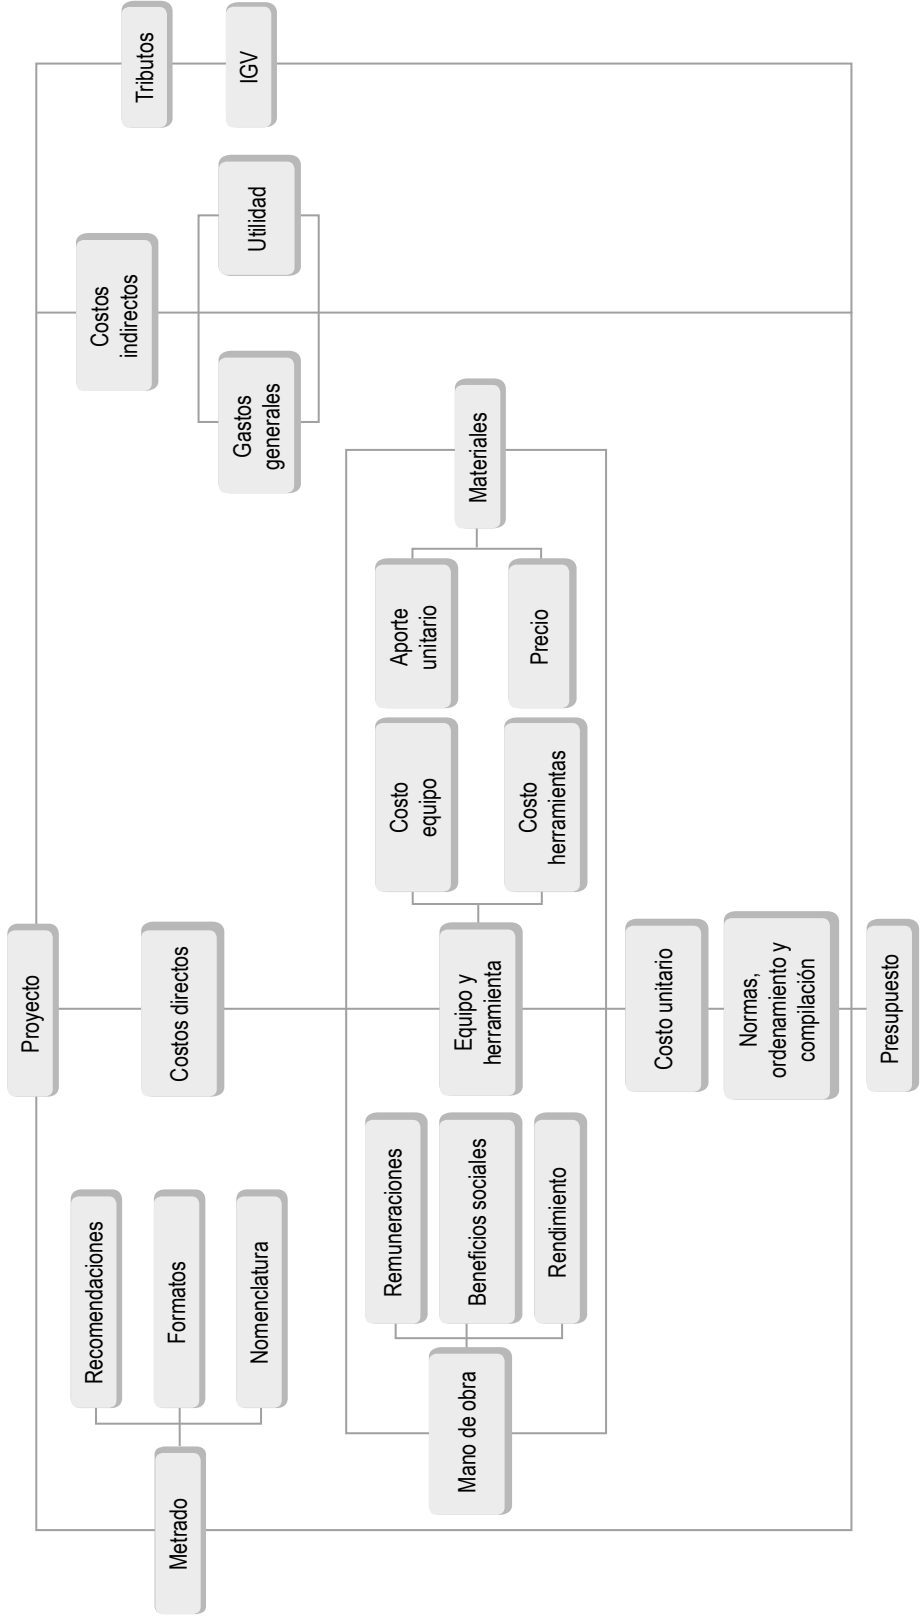 Proyecto
Metrado
Recomendaciones
Formatos
Nomenclatura
Costos directos
Costos
indirectos
Tributos
IGV
Gastos
generales
Utilidad
Mano de obra
Remuneraciones
Beneficios sociales
Rendimiento
Equipo y
herramienta
Costo
equipo
Costo
herramientas
Aporte
unitario
Precio
Materiales
Costo unitario
Normas,
ordenamiento y
compilación
Presupuesto